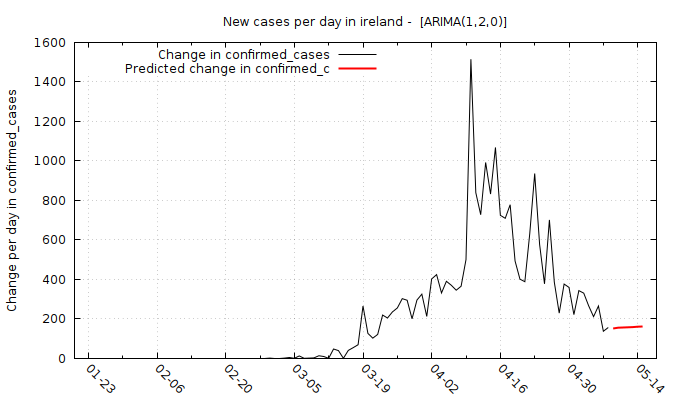 New cases per day in ireland -  [ARIMA(1,2,0)]
Change in confirmed_cases
Predicted change in confirmed_c
Change per day in confirmed_cases
1600
1400
1200
1000
800
600
400
200
0
01-23 02-06 02-20 03-05 03-19 04-02 04-16 04-30 05-14